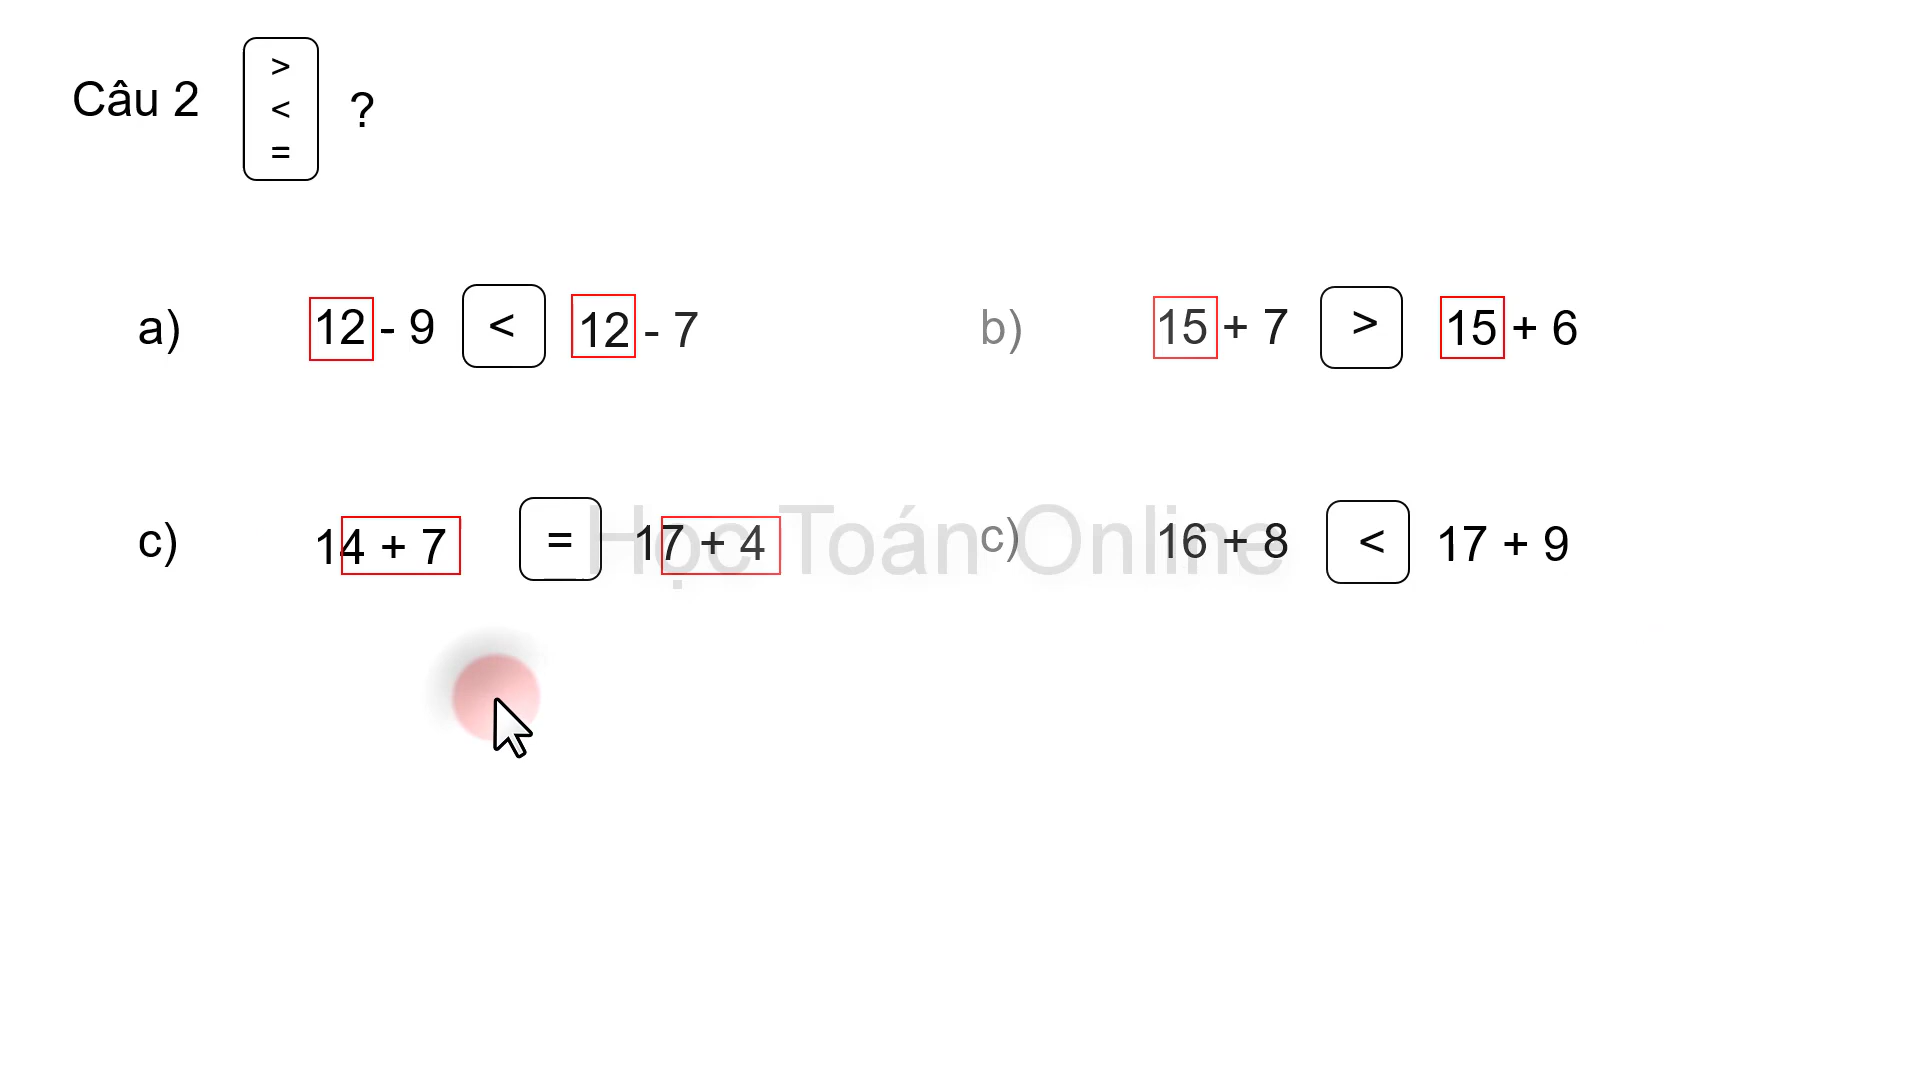 Câu 2
>
<
=
?
a) 12 - 9 < 12 - 7
b) 15 + 7 > 15 + 6
c) 14 + 7 = 17 + 4
c) 16 + 8 < 17 + 9
Học Toán Online